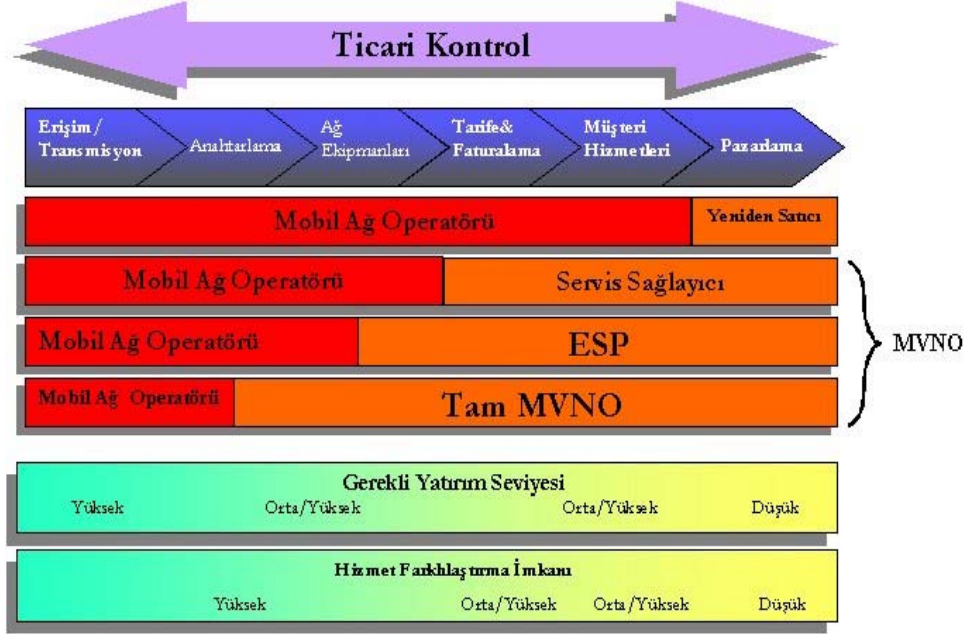 Ticari Kontrol
Erişim /
Transmisyon
Anahtarlama
Ağ
Ekipmanları
Tarife&
Faturalama
Müşteri
Hizmetleri
Pazarlama
Mobil Ağ Operatörü
Yeniden Satıcı
Mobil Ağ Operatörü
Servis Sağlayıcı
Mobil Ağ Operatörü
ESP
MVNO
Mobil Ağ Operatörü
Tam MVNO
Gerekli Yatırım Seviyesi
Yüksek
Orta/Yüksek
Orta/Yüksek
Düşük
Hizmet Farklılaştırma İmkanı
Yüksek
Orta/Yüksek
Orta/Yüksek
Düşük